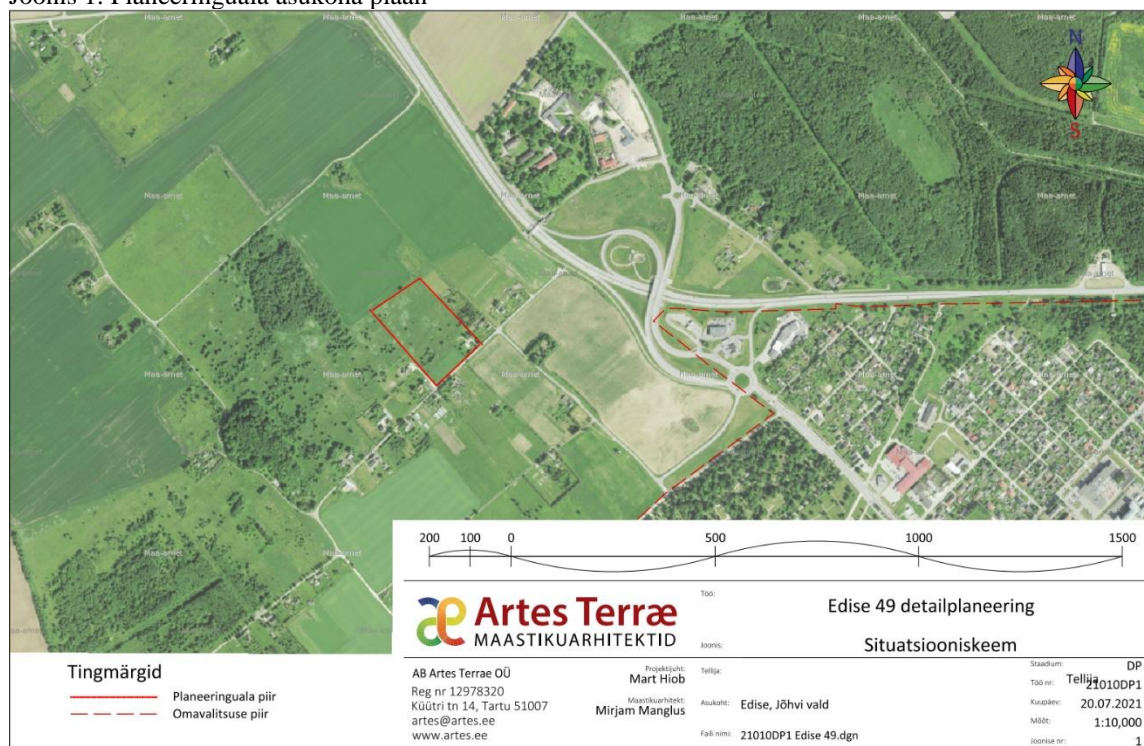 Joonis 1. Planeeringuala asukoha plaan
N
S
Maa-amet
200 100 0 500 1000 1500
Artes Terræ
MAASTIKUARHITEKTID
AB Artes Terrae OÜ
Reg nr 12978320
Küütri tn 14, Tartu 51007
artes@artes.ee
www.artes.ee
Projektijuht:
Mart Hiob
Maastikuarhitekt:
Mirjam Manglus
Töö:
Edise 49 detailplaneering
Joonis:
Situatsiooniskeem
Tellija:
Asukoht: Edise, Jõhvi vald
Faili nimi: 21010DP1 Edise 49.dgn
Staadium: DP
Tellija
Töö nr: 21010DP1
Kuupäev: 20.07.2021
Mõõt: 1:10,000
Joonise nr: 1
Tingmärgid
Planeeringuala piir
Omavalitsuse piir